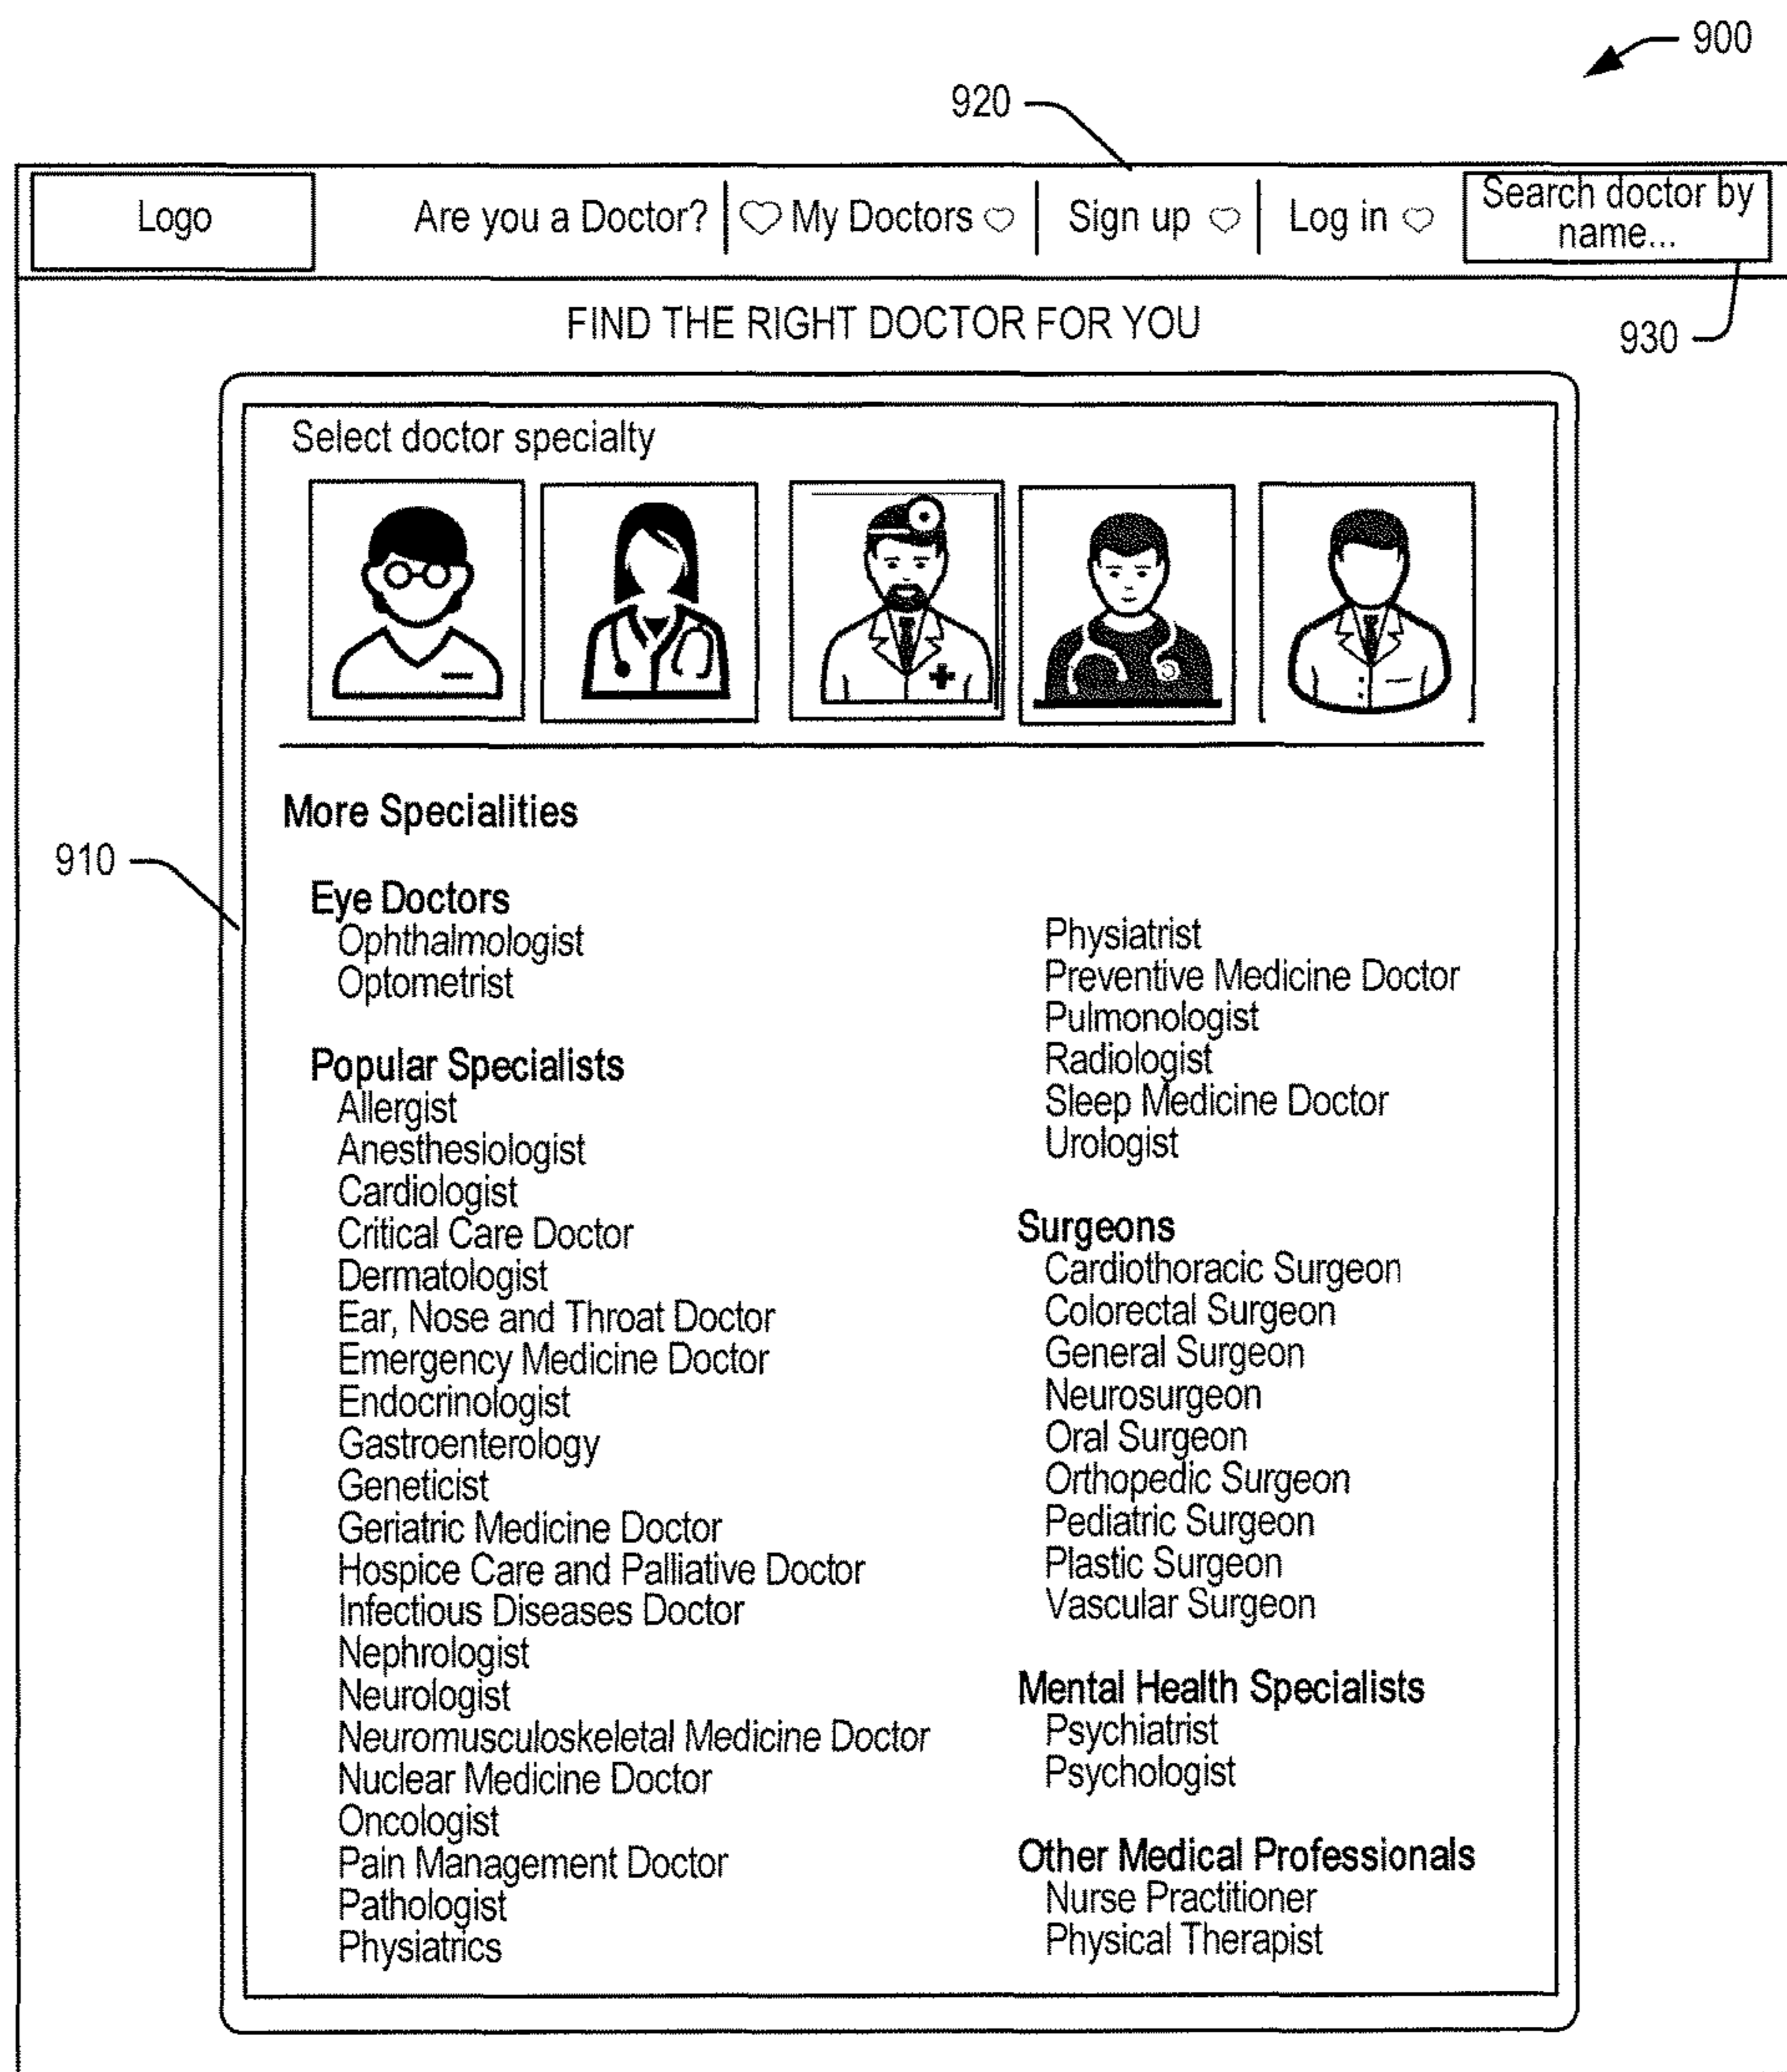 900
920
Logo
Are you a Doctor?
My Doctors
Sign up
Log in
Search doctor by
name...
FIND THE RIGHT DOCTOR FOR YOU
930
Select doctor specialty
More Specialities
910
Eye Doctors
Ophthalmologist
Optometrist
Popular Specialists
Allergist
Anesthesiologist
Cardiologist
Critical Care Doctor
Dermatologist
Ear, Nose and Throat Doctor
Emergency Medicine Doctor
Endocrinologist
Gastroenterology
Geneticist
Geriatric Medicine Doctor
Hospice Care and Palliative Doctor
Infectious Diseases Doctor
Nephrologist
Neurologist
Neuromusculoskeletal Medicine Doctor
Nuclear Medicine Doctor
Oncologist
Pain Management Doctor
Pathologist
Physiatrics
Physiatrist
Preventive Medicine Doctor
Pulmonologist
Radiologist
Sleep Medicine Doctor
Urologist
Surgeons
Cardiothoracic Surgeon
Colorectal Surgeon
General Surgeon
Neurosurgeon
Oral Surgeon
Orthopedic Surgeon
Pediatric Surgeon
Plastic Surgeon
Vascular Surgeon
Mental Health Specialists
Psychiatrist
Psychologist
Other Medical Professionals
Nurse Practitioner
Physical Therapist